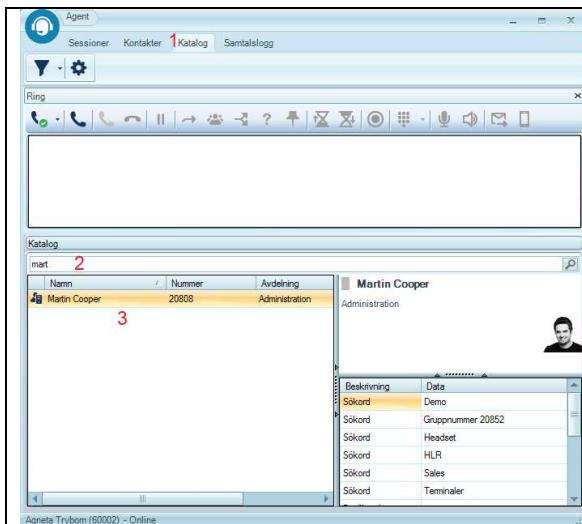 Agent
Sessioner Kontakter 1 Katalog Samtalslogg
Ring
Katalog
mart 2
Namn / Nummer Avdelning
Martin Cooper 20808 Administration
3
Martin Cooper
Administration
Beskrivning Data
Sökord Demo
Sökord Gruppnummer 20852
Sökord Headset
Sökord HLR
Sökord Sales
Sökord Terminaler
Agneta Trybom (60002) - Online